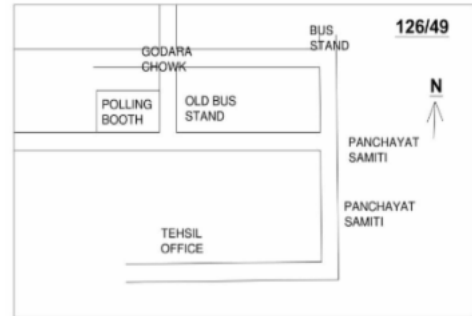 BUS
STAND
126/49
GODARA
CHOWK
N
POLLING
BOOTH
OLD BUS
STAND
PANCHAYAT
SAMITI
PANCHAYAT
SAMITI
TEHSIL
OFFICE